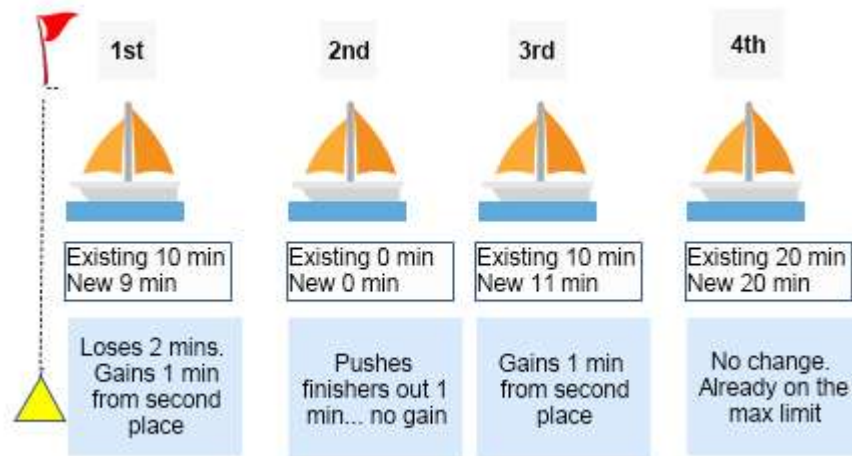 1st
2nd
3rd
4th
Existing 10 min
New 9 min
Existing 0 min
New 0 min
Existing 10 min
New 11 min
Existing 20 min
New 20 min
Loses 2 mins.
Gains 1 min
from second
place
Pushes
finishers out 1
min... no gain
Gains 1 min
from second
place
No change.
Already on the
max limit